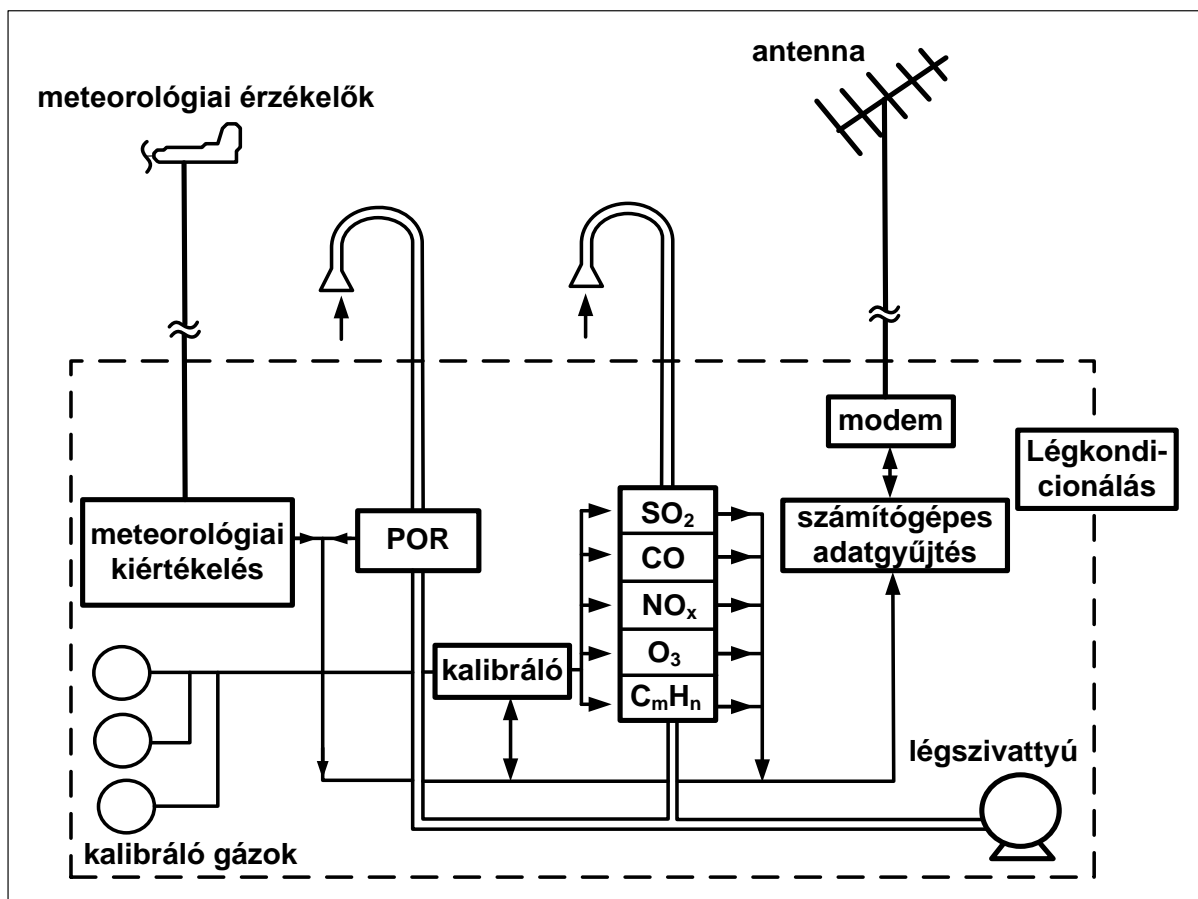 antenna
meteorológiai érzékelők
modem
Légkondi-
cionálás
meteorológiai
kiértékelés
POR
SO₂
CO
NOₓ
O₃
CₘHₙ
számítógépes
adatgyűjtés
kalibráló
légszivattyú
kalibráló gázok